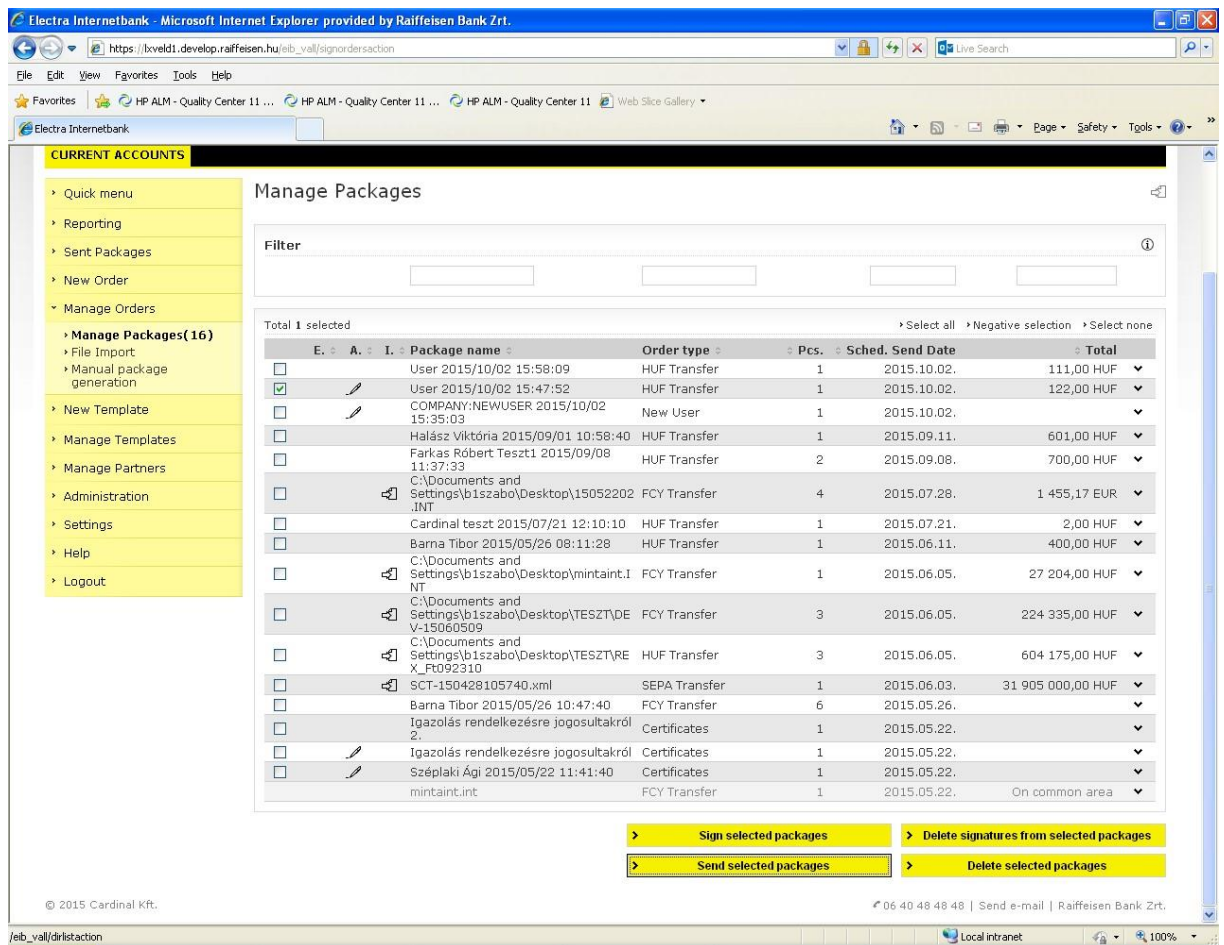 Electra Internetbank - Microsoft Internet Explorer provided by Raiffeisen Bank Zrt.
https://lxveld1.develop.raiffeisen.hu/eib_vall/signordersaction
Live Search
File Edit View Favorites Tools Help
Favorites HP ALM - Quality Center 11 ... HP ALM - Quality Center 11 ... HP ALM - Quality Center 11 Web Slice Gallery
Electra Internetbank
Page Safety Tools
CURRENT ACCOUNTS
Quick menu
Reporting
Sent Packages
New Order
Manage Orders
Manage Packages(16)
File Import
Manual package
generation
New Template
Manage Templates
Manage Partners
Administration
Settings
Help
Logout
Manage Packages
Filter
Total 1 selected Select all Negative selection Select none
E. A. I. Package name Order type Pcs. Sched. Send Date Total
User 2015/10/02 15:58:09 HUF Transfer 1 2015.10.02. 111,00 HUF
User 2015/10/02 15:47:52 HUF Transfer 1 2015.10.02. 122,00 HUF
COMPANY:NEWUSER 2015/10/02
15:35:03 New User 1 2015.10.02.
Halász Viktória 2015/09/01 10:58:40 HUF Transfer 1 2015.09.11. 601,00 HUF
Farkas Róbert Teszt1 2015/09/08
11:37:33 HUF Transfer 2 2015.09.08. 700,00 HUF
C:\Documents and
Settings\b1szabo\Desktop\15052202 FCY Transfer 4 2015.07.28. 1 455,17 EUR
.INT
Cardinal teszt 2015/07/21 12:10:10 HUF Transfer 1 2015.07.21. 2,00 HUF
Barna Tibor 2015/05/26 08:11:28 HUF Transfer 1 2015.06.11. 400,00 HUF
C:\Documents and
Settings\b1szabo\Desktop\mintaint.I FCY Transfer 1 2015.06.05. 27 204,00 HUF
NT
C:\Documents and
Settings\b1szabo\Desktop\TESZT\DE FCY Transfer 3 2015.06.05. 224 335,00 HUF
V-15060509
C:\Documents and
Settings\b1szabo\Desktop\TESZT\RE HUF Transfer 3 2015.06.05. 604 175,00 HUF
X_Ft092310
SCT-150428105740.xml SEPA Transfer 1 2015.06.03. 31 905 000,00 HUF
Barna Tibor 2015/05/26 10:47:40 FCY Transfer 6 2015.05.26.
Igazolás rendelkezésre jogosultakról
2. Certificates 1 2015.05.22.
Igazolás rendelkezésre jogosultakról Certificates 1 2015.05.22.
Széplaki Ági 2015/05/22 11:41:40 Certificates 1 2015.05.22.
mintaint.int FCY Transfer 1 2015.05.22. On common area
Sign selected packages Delete signatures from selected packages
Send selected packages Delete selected packages
© 2015 Cardinal Kft. 06 40 48 48 48 | Send e-mail | Raiffeisen Bank Zrt.
/eib_vall/dirlistaction Local intranet 100%